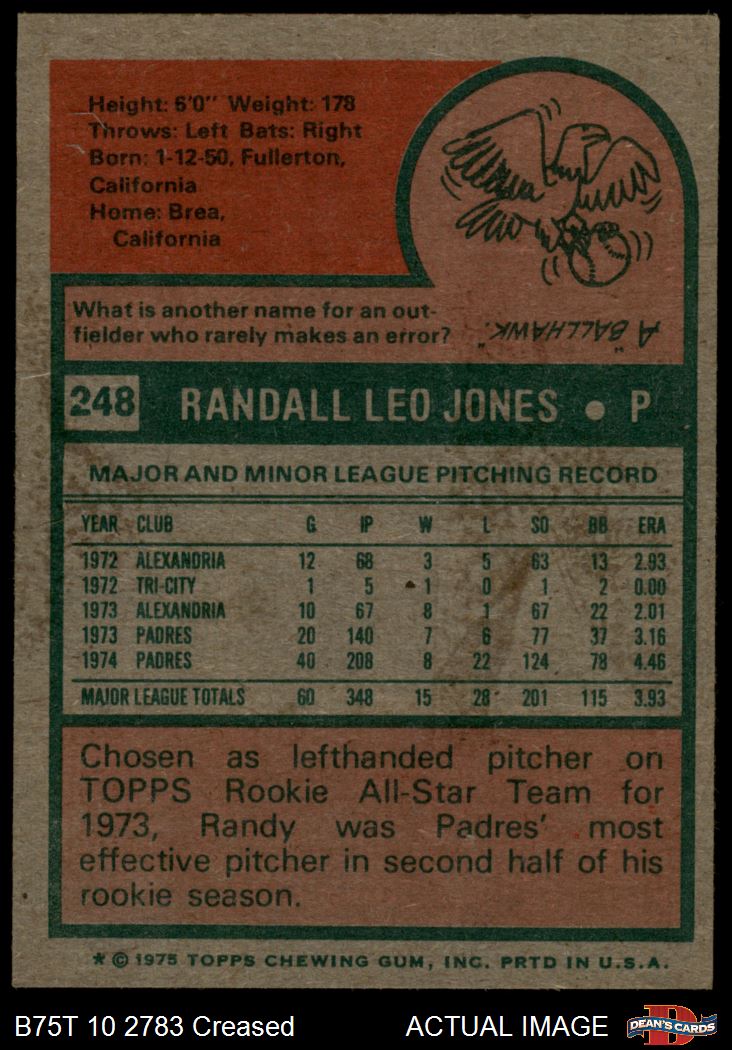 Height: 6'0" Weight: 178
Throws: Left Bats: Right
Born: 1-12-50, Fullerton,
California
Home: Brea,
California
What is another name for an out-
fielder who rarely makes an error?
A "BALLHAWK."
248 RANDALL LEO JONES ● P
MAJOR AND MINOR LEAGUE PITCHING RECORD
YEAR CLUB G IP W L SO BB ERA
1972 ALEXANDRIA 12 68 3 5 63 13 2.93
1972 TRI-CITY 1 5 1 0 1 2 0.00
1973 ALEXANDRIA 10 67 8 1 67 22 2.01
1973 PADRES 20 140 7 6 77 37 3.16
1974 PADRES 40 208 8 22 124 78 4.46
MAJOR LEAGUE TOTALS 60 348 15 28 201 115 3.93
Chosen as lefthanded pitcher on
TOPPS Rookie All-Star Team for
1973, Randy was Padres' most
effective pitcher in second half of his
rookie season.
* © 1975 TOPPS CHEWING GUM, INC. PRTD IN U.S.A.
B75T 10 2783 Creased ACTUAL IMAGE DEAN'S CARDS